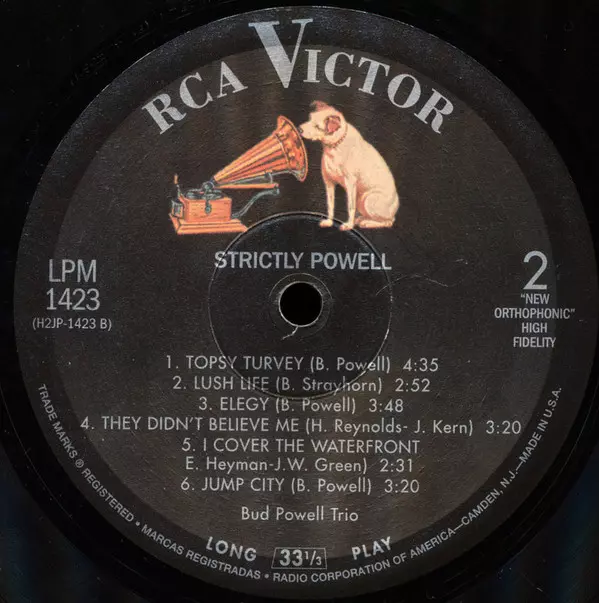 RCA VICTOR
STRICTLY POWELL
LPM
1423
(H2JP-1423 B)
2
"NEW
ORTHOPHONIC"
HIGH
FIDELITY
1. TOPSY TURVEY (B. Powell) 4:35
2. LUSH LIFE (B. Strayhorn) 2:52
3. ELEGY (B. Powell) 3:48
4. THEY DIDN'T BELIEVE ME (H. Reynolds- J. Kern) 3:20
5. I COVER THE WATERFRONT
E. Heyman-J.W. Green) 2:31
6. JUMP CITY (B. Powell) 3:20
Bud Powell Trio
LONG 33 1/3 PLAY
TRADE MARKS ® REGISTERED • MARCAS REGISTRADAS • RADIO CORPORATION OF AMERICA—CAMDEN, N.J.—MADE IN U.S.A.